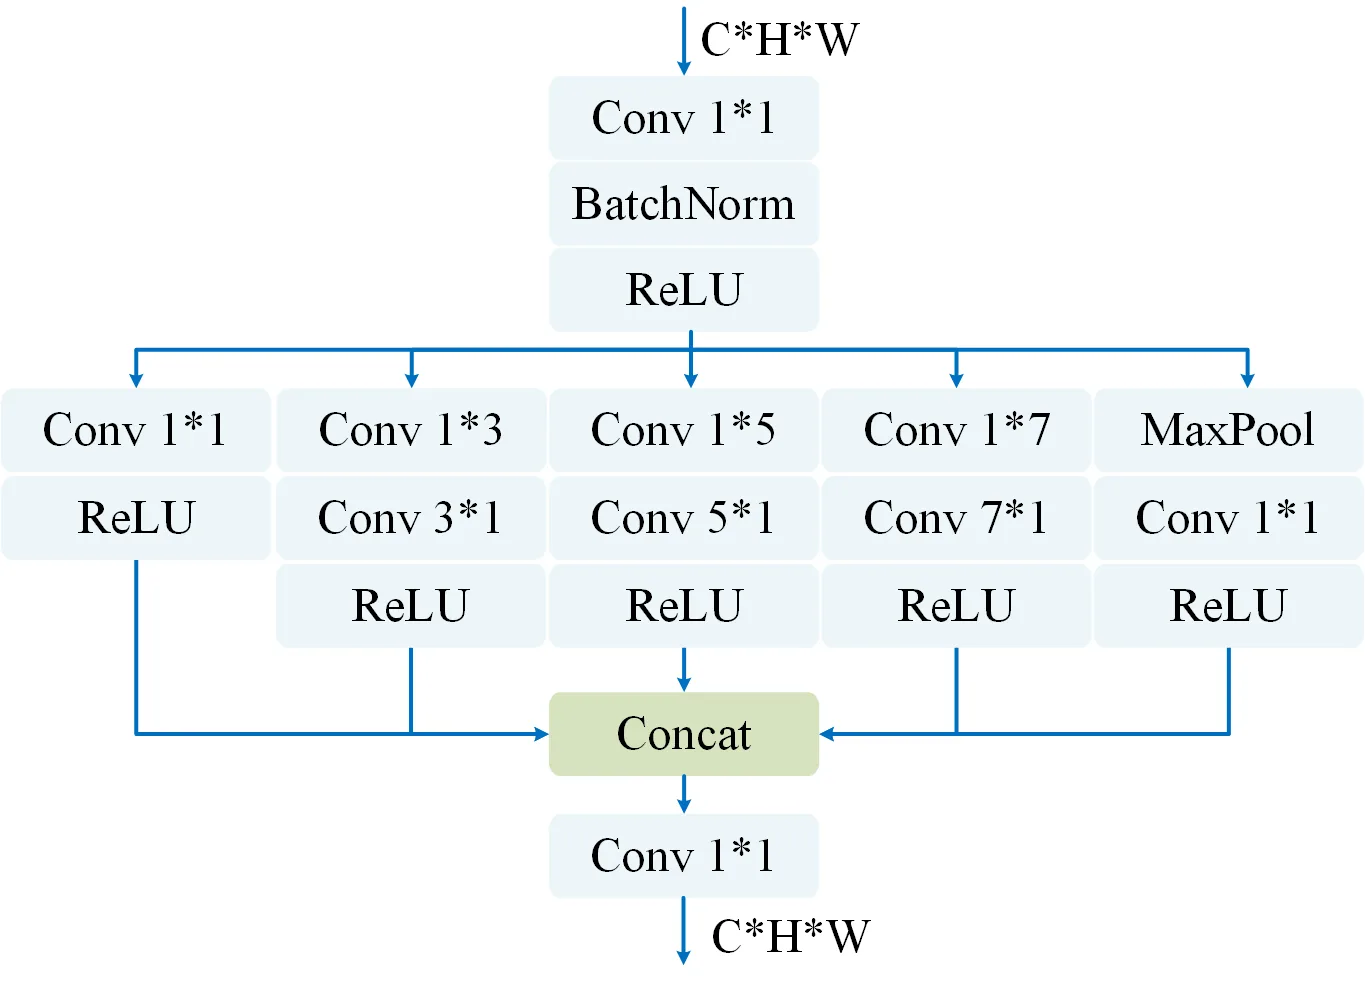 C*H*W
Conv 1*1
BatchNorm
ReLU
Conv 1*1
Conv 1*3
Conv 1*5
Conv 1*7
MaxPool
ReLU
Conv 3*1
Conv 5*1
Conv 7*1
Conv 1*1
ReLU
ReLU
ReLU
ReLU
Concat
Conv 1*1
C*H*W